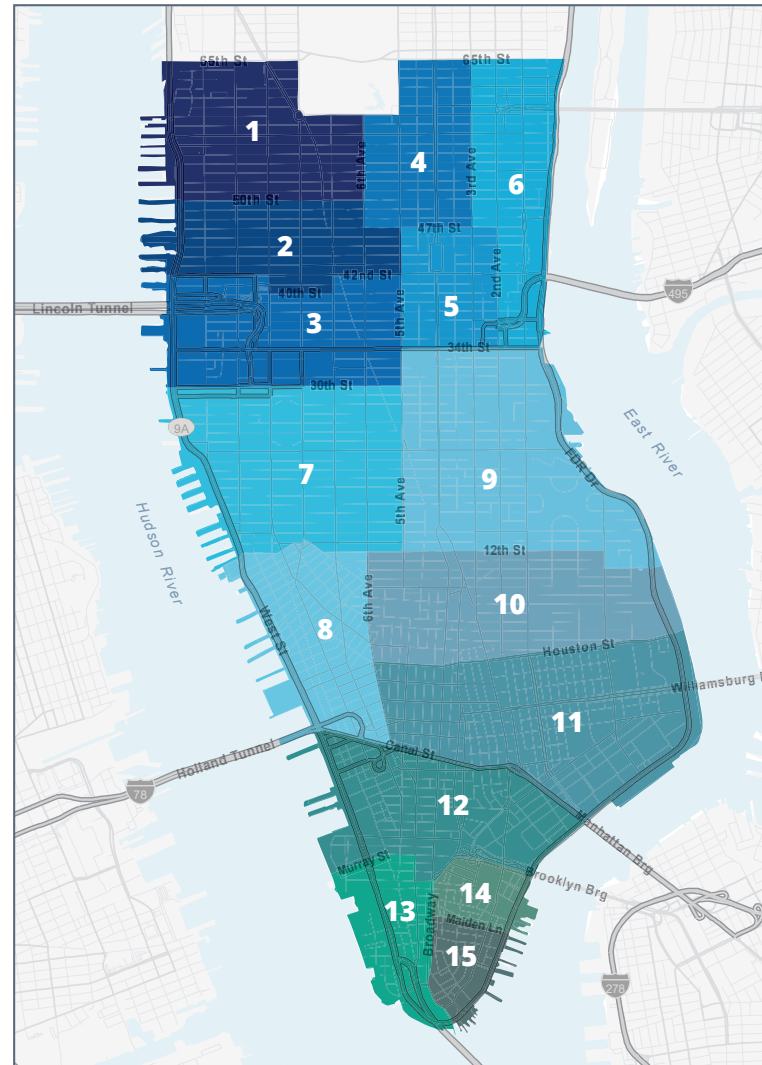 65th St
65th St
1
6th Ave
4
3rd Ave
6
50th St
47th St
2
42nd St
2nd Ave
495
40th St
Lincoln Tunnel
3
5th Ave
5
34th St
30th St
9A
East River
FDR Dr
7
9
5th Ave
Hudson River
12th St
6th Ave
10
West St
8
Houston St
Williamsburg
11
Canal St
Holland Tunnel
78
12
Manhattan Brg
Murray St
Brooklyn Brg
14
13
Broadway
Maiden Ln
15
278